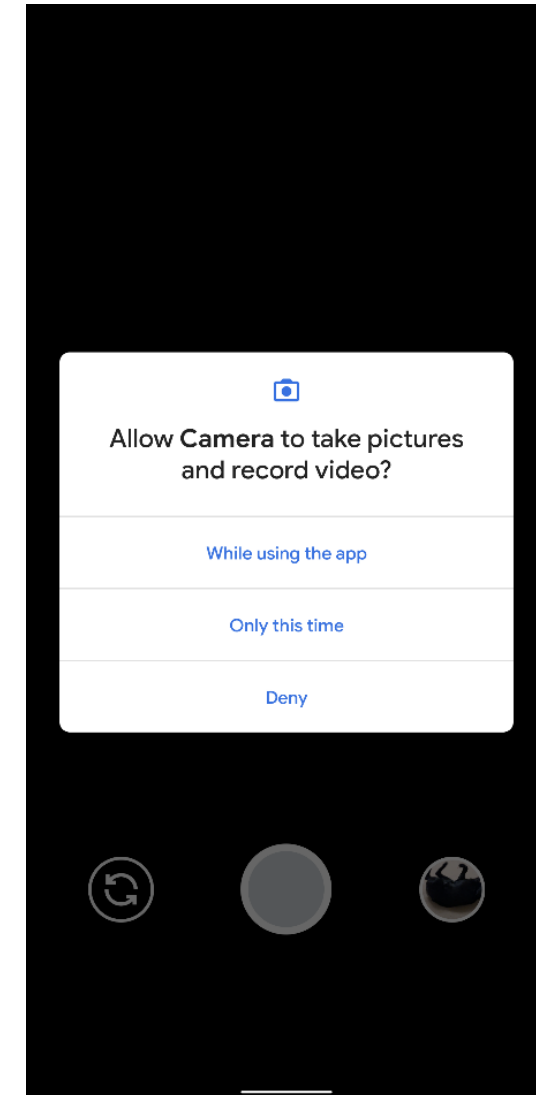 Allow Camera to take pictures
and record video?
While using the app
Only this time
Deny